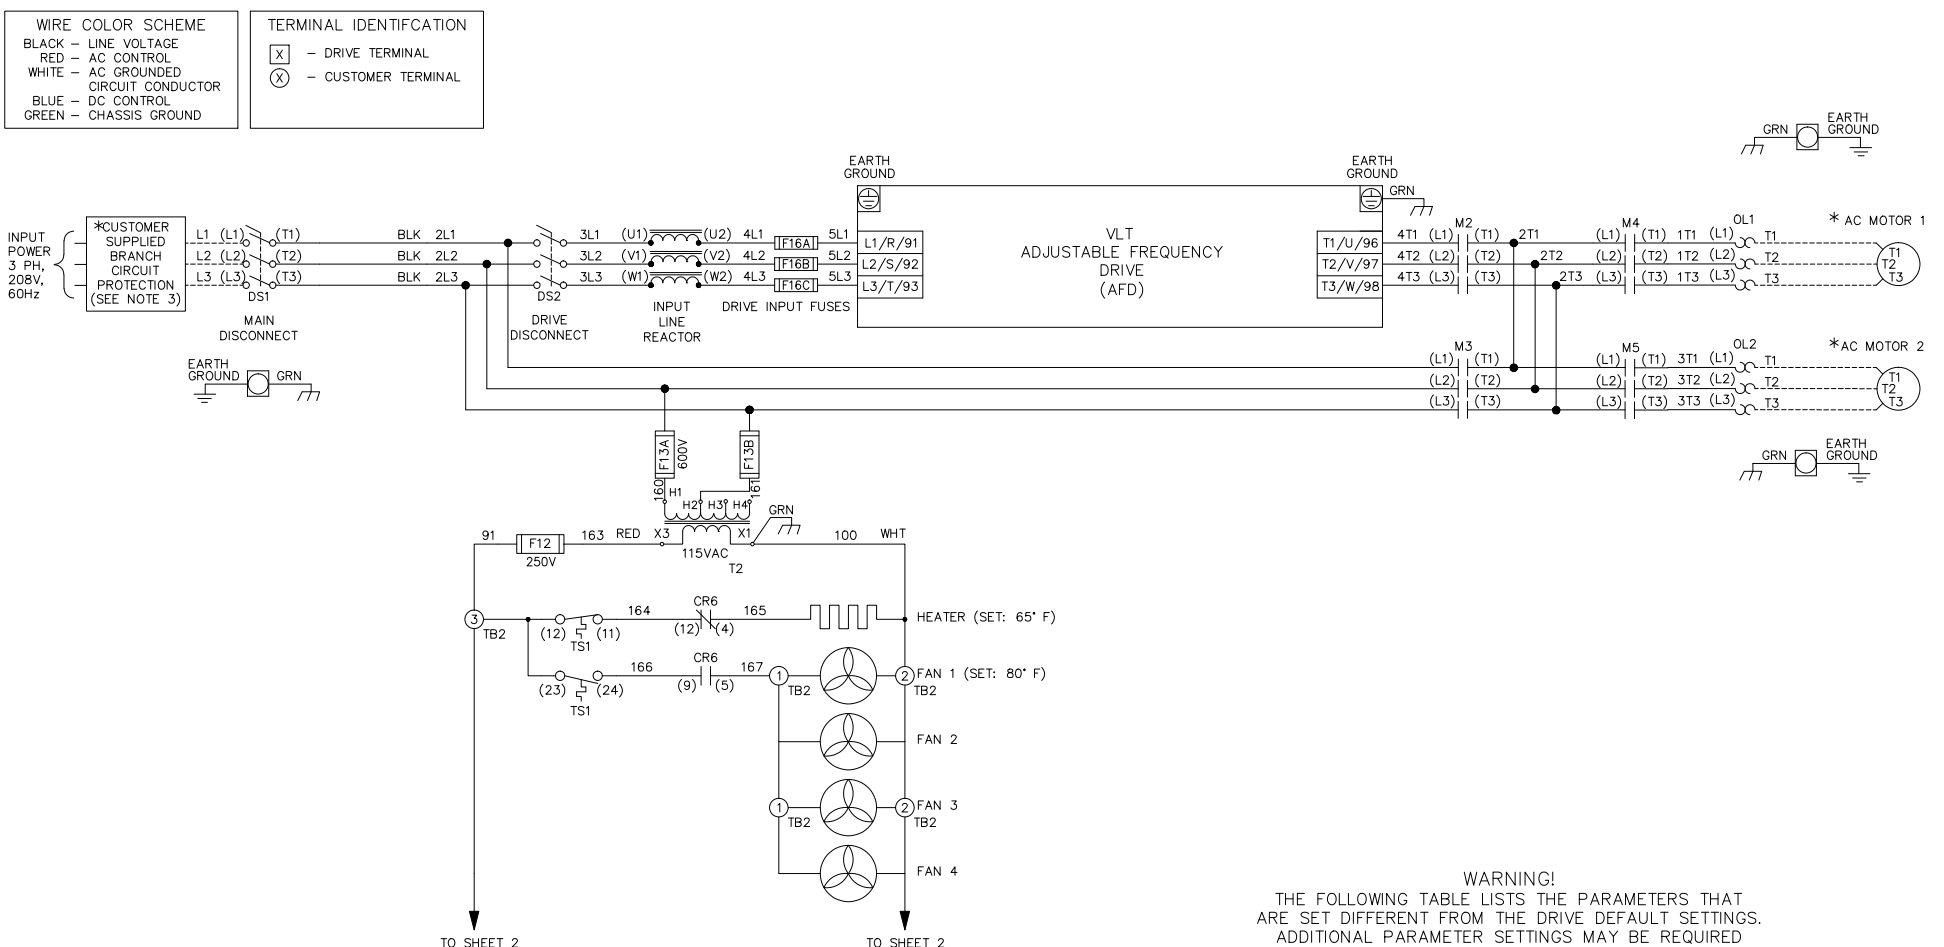 WIRE COLOR SCHEME
BLACK – LINE VOLTAGE
RED – AC CONTROL
WHITE – AC GROUNDED
CIRCUIT CONDUCTOR
BLUE – DC CONTROL
GREEN – CHASSIS GROUND
TERMINAL IDENTIFCATION
X – DRIVE TERMINAL
X – CUSTOMER TERMINAL
GRN
EARTH
GROUND
INPUT
POWER
3 PH,
208V,
60Hz
*CUSTOMER
SUPPLIED
BRANCH
CIRCUIT
PROTECTION
(SEE NOTE 3)
L1 (L1) (T1)
L2 (L2) (T2)
L3 (L3) (T3)
DS1
MAIN
DISCONNECT
BLK 2L1
BLK 2L2
BLK 2L3
DS2
DRIVE
DISCONNECT
3L1 (U1) (U2) 4L1 F16A 5L1
3L2 (V1) (V2) 4L2 F16B 5L2
3L3 (W1) (W2) 4L3 F16C 5L3
INPUT
LINE
REACTOR
DRIVE INPUT FUSES
EARTH
GROUND
L1/R/91
L2/S/92
L3/T/93
VLT
ADJUSTABLE FREQUENCY
DRIVE
(AFD)
EARTH
GROUND
GRN
T1/U/96
T2/V/97
T3/W/98
M2
4T1 (L1) (T1) 2T1
4T2 (L2) (T2) 2T2
4T3 (L3) (T3) 2T3
M4
(L1) (T1) 1T1 (L1)
(L2) (T2) 1T2 (L2)
(L3) (T3) 1T3 (L3)
OL1
T1
T2
T3
* AC MOTOR 1
T1
T2
T3
EARTH
GROUND
GRN
M3
(L1) (T1)
(L2) (T2)
(L3) (T3)
M5
(L1) (T1) 3T1 (L1)
(L2) (T2) 3T2 (L2)
(L3) (T3) 3T3 (L3)
OL2
T1
T2
T3
*AC MOTOR 2
T1
T2
T3
GRN
EARTH
GROUND
F13A
600V
F13B
160
161
H1
H2 H3 H4
GRN
91 F12 163 RED X3 X1 100 WHT
250V
115VAC
T2
3
TB2
(12) (11)
TS1
164
CR6
(12) (4)
165
HEATER (SET: 65° F)
(23) (24)
TS1
166
CR6
(9) (5)
167
1
TB2
2
TB2
FAN 1 (SET: 80° F)
FAN 2
1
TB2
2
TB2
FAN 3
FAN 4
TO SHEET 2
TO SHEET 2
WARNING!
THE FOLLOWING TABLE LISTS THE PARAMETERS THAT
ARE SET DIFFERENT FROM THE DRIVE DEFAULT SETTINGS.
ADDITIONAL PARAMETER SETTINGS MAY BE REQUIRED